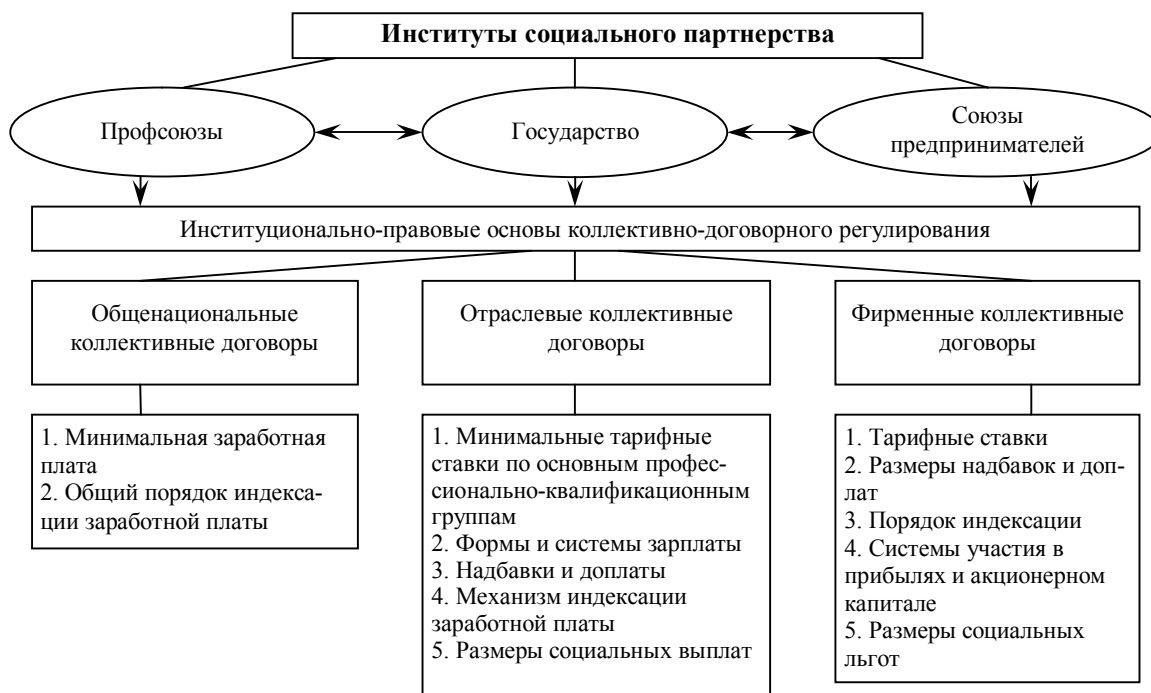 Институты социального партнерства
Профсоюзы
Государство
Союзы
предпринимателей
Институционально-правовые основы коллективно-договорного регулирования
Общенациональные
коллективные договоры
Отраслевые коллективные
договоры
Фирменные коллективные
договоры
1. Минимальная заработная
плата
2. Общий порядок индекса-
ции заработной платы
1. Минимальные тарифные
ставки по основным профес-
сионально-квалификационным
группам
2. Формы и системы зарплаты
3. Надбавки и доплаты
4. Механизм индексации
заработной платы
5. Размеры социальных выплат
1. Тарифные ставки
2. Размеры надбавок и доп-
лат
3. Порядок индексации
4. Системы участия в
прибылях и акционерном
капитале
5. Размеры социальных
льгот